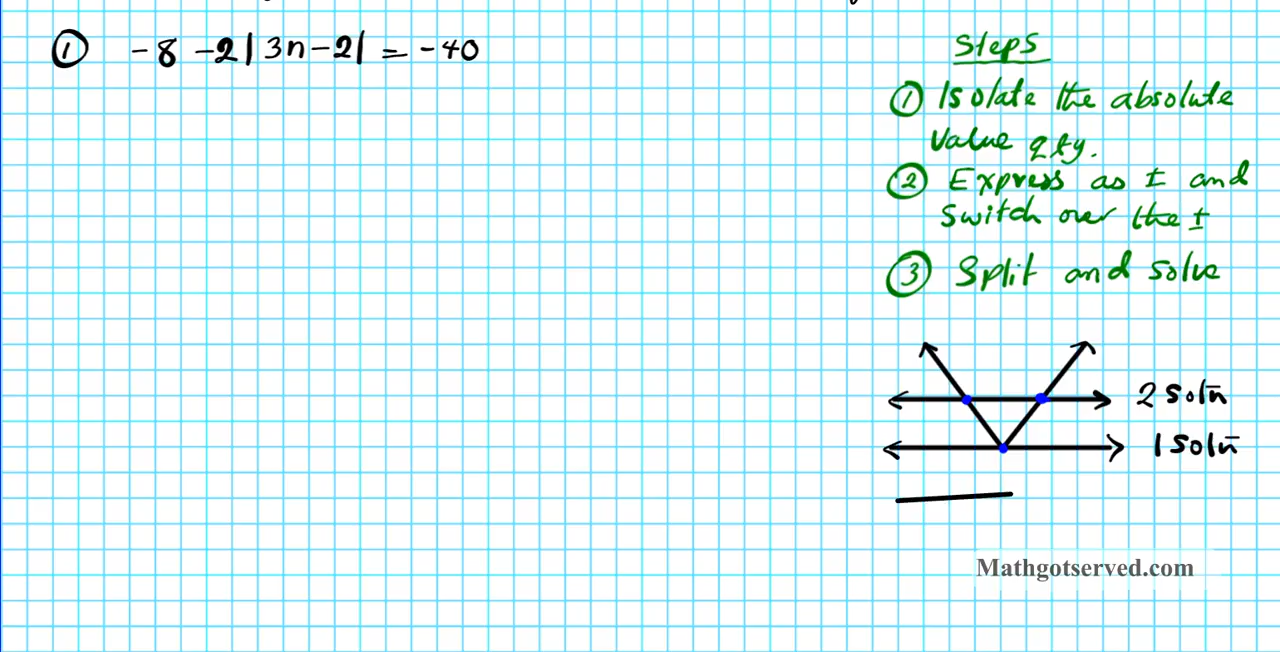 ① -8 -2| 3n-2| = -40
Steps
① Isolate the absolute
Value qty.
② Express as ± and
Switch over the ±
③ Split and solve
2 Soln̄
1 Soln̄
Mathgotserved.com